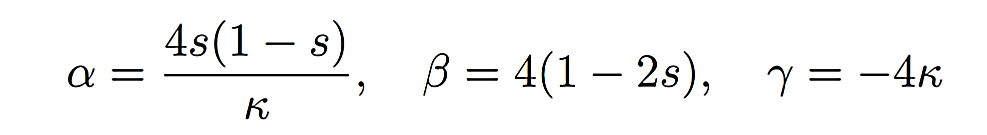 α = 4s(1 − s)/κ, β = 4(1 − 2s), γ = −4κ